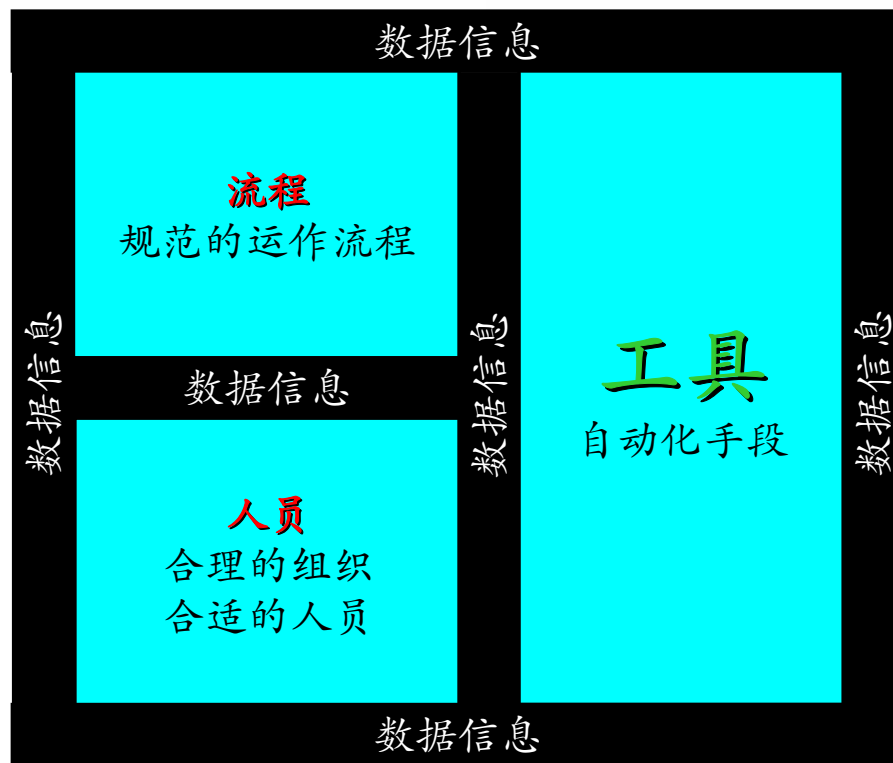 数据信息
流程
规范的运作流程
数据信息
数据信息
数据信息
数据信息
工具
自动化手段
人员
合理的组织
合适的人员
数据信息